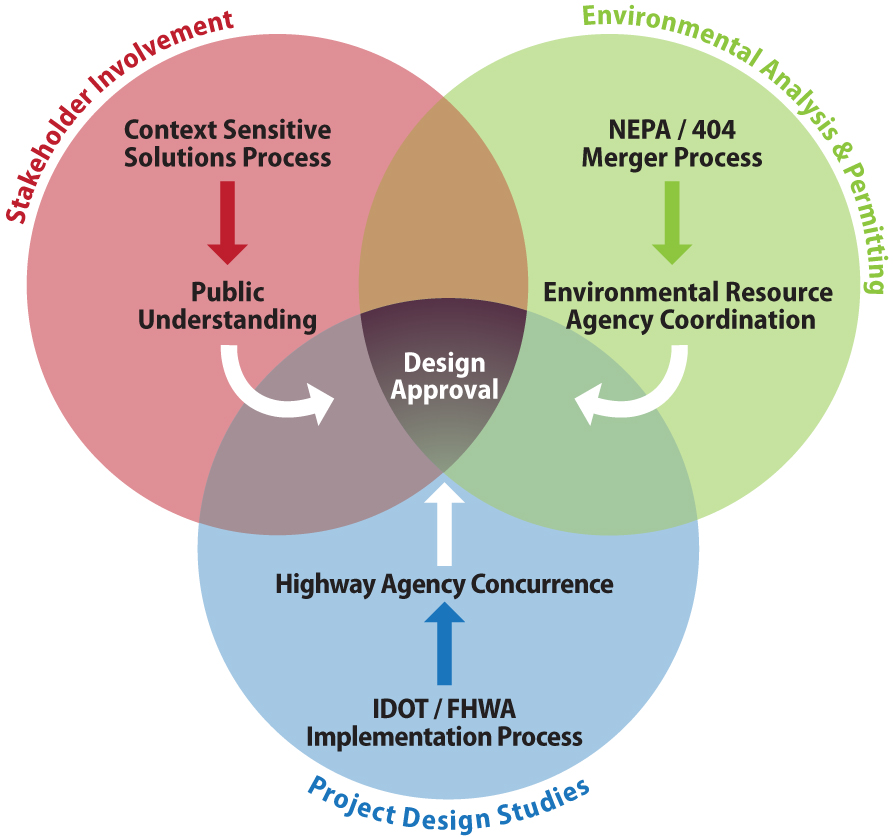 Stakeholder Involvement
Environmental Analysis & Permitting
Context Sensitive
Solutions Process
NEPA / 404
Merger Process
Public
Understanding
Environmental Resource
Agency Coordination
Design
Approval
Highway Agency Concurrence
IDOT / FHWA
Implementation Process
Project Design Studies